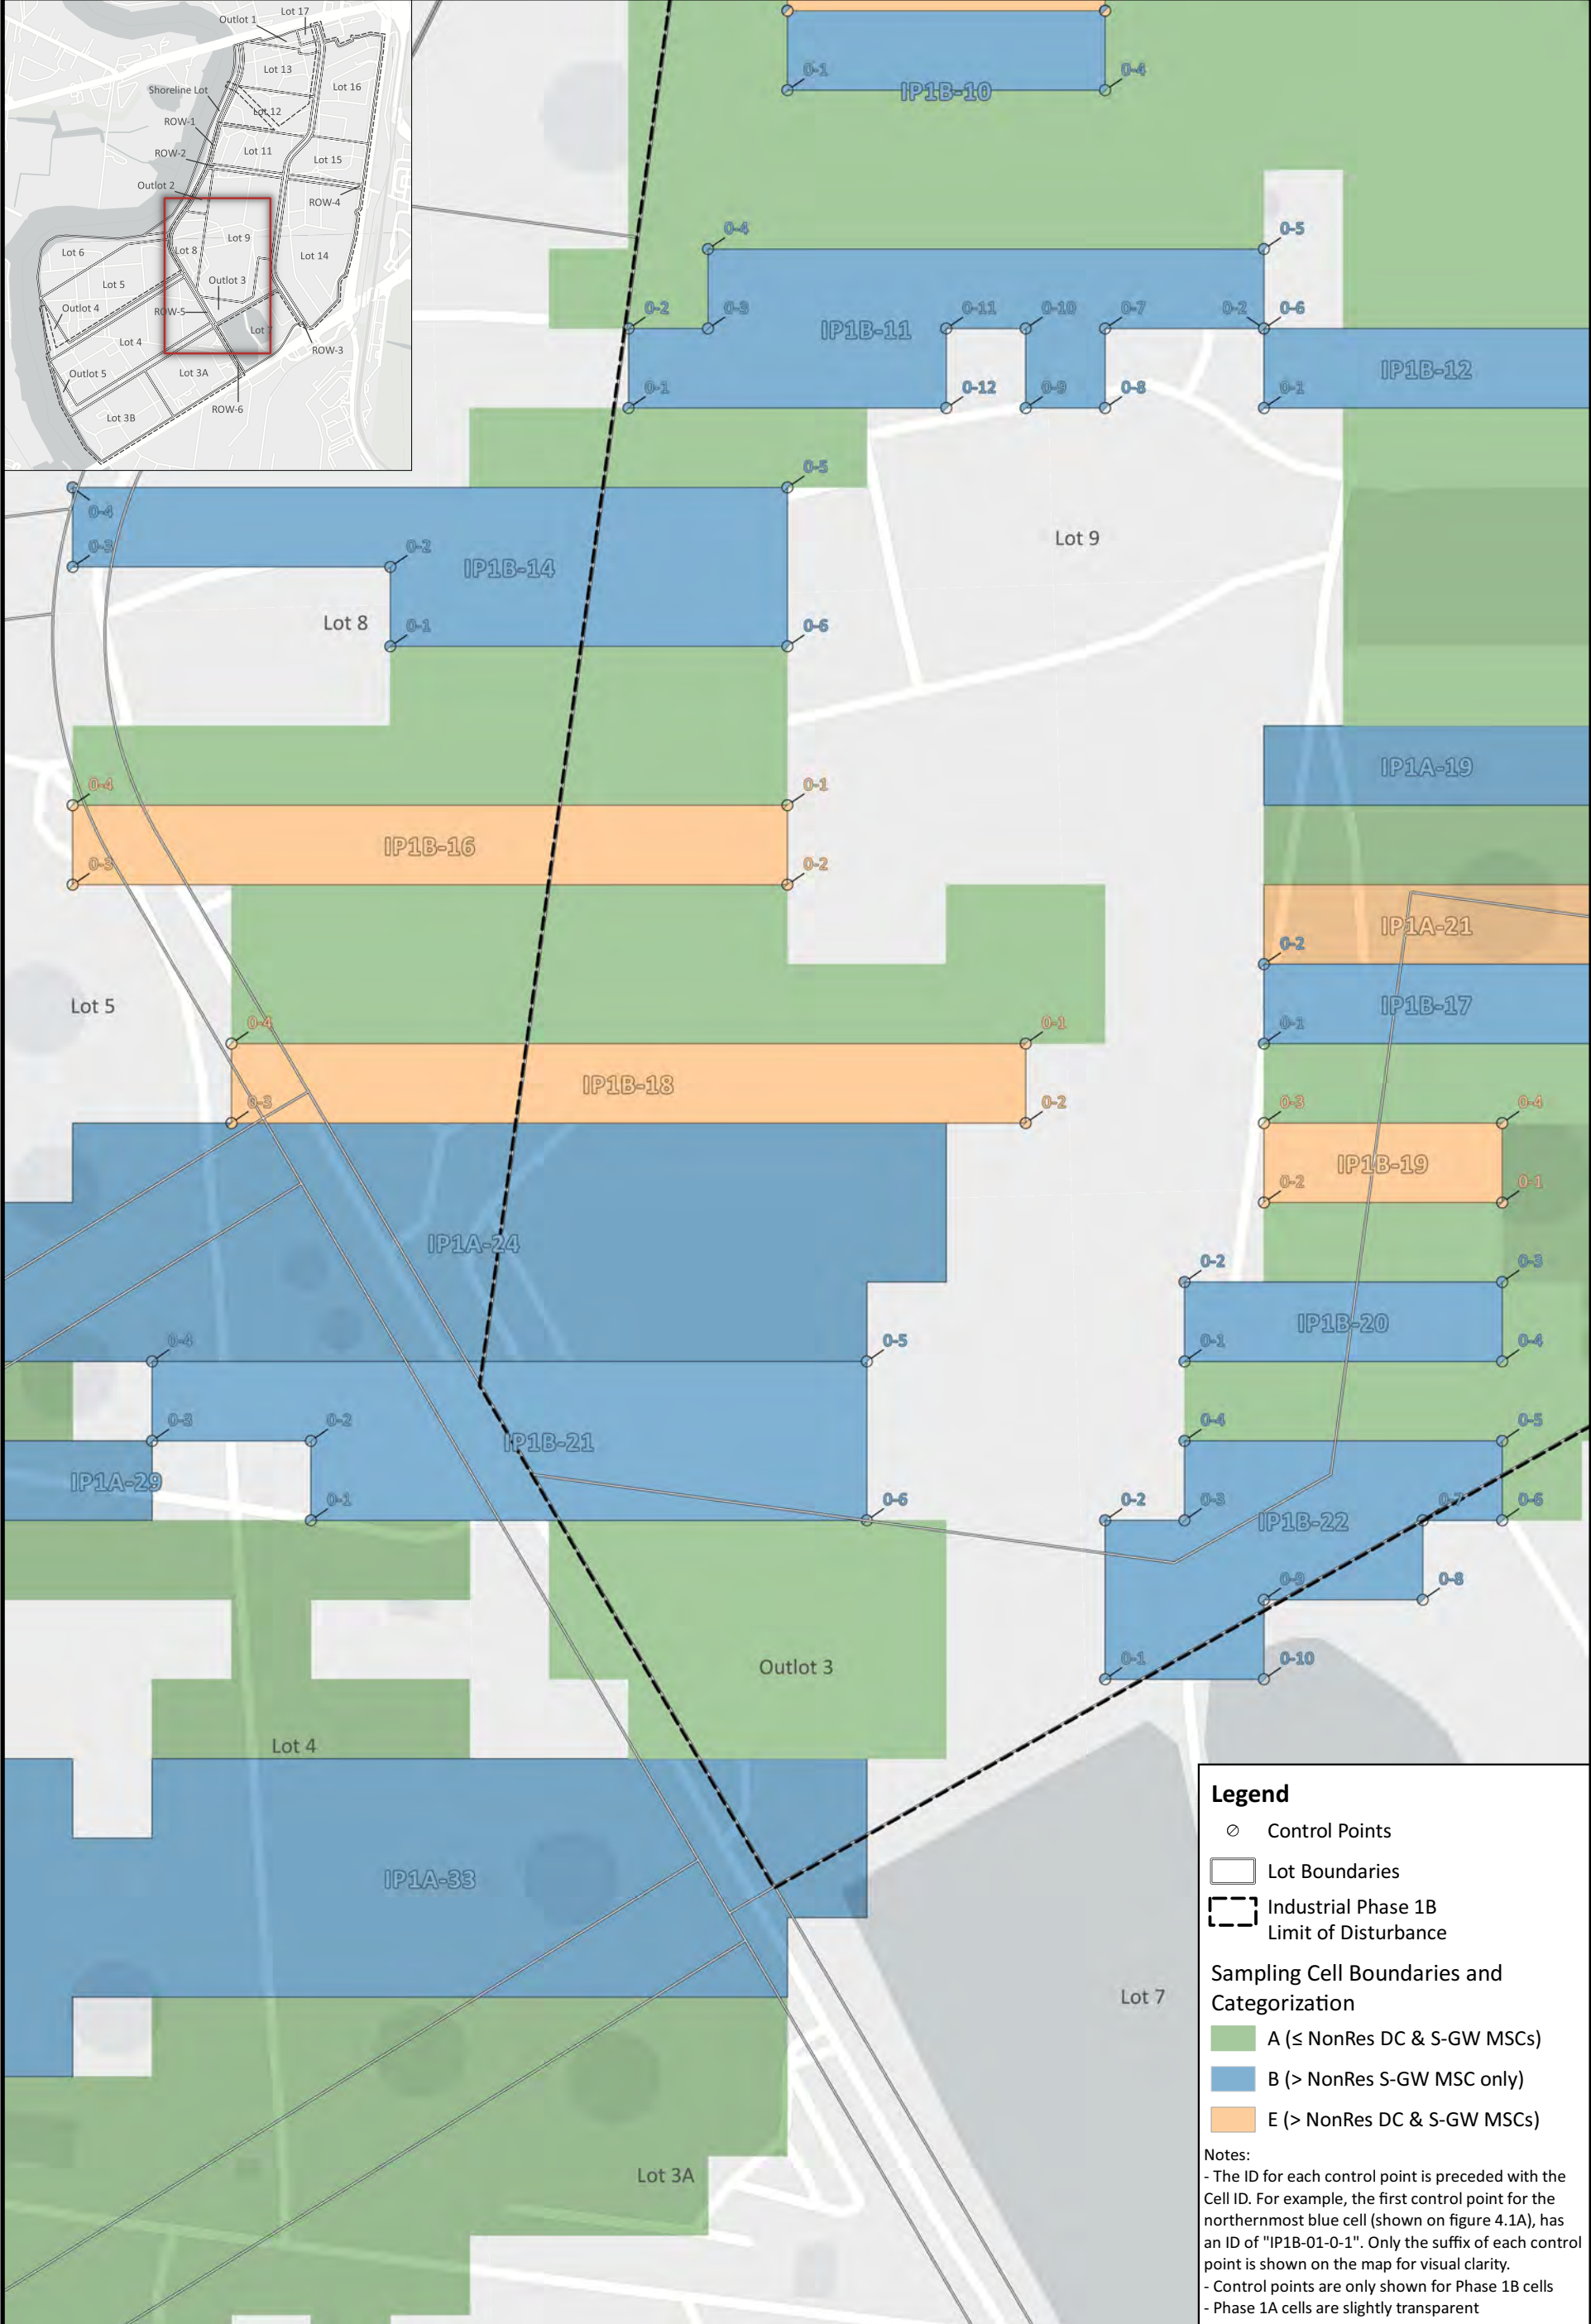 Outlot 1
Lot 17
Lot 13
Lot 16
Shoreline Lot
Lot 12
ROW-1
ROW-2
Lot 11
Lot 15
Outlot 2
ROW-4
Lot 8
Lot 9
Lot 6
Lot 14
Lot 5
Outlot 3
Outlot 4
ROW-5
Lot 7
Lot 4
ROW-3
Outlot 5
Lot 3A
ROW-6
Lot 3B
0-1
0-4
IP1B-10
0-4
0-5
0-2
0-3
0-11
0-10
0-7
0-2
0-6
IP1B-11
0-1
0-12
0-9
0-8
0-1
IP1B-12
0-5
0-4
0-3
0-2
IP1B-14
Lot 9
Lot 8
0-1
0-6
IP1A-19
0-4
0-1
IP1B-16
0-3
0-2
IP1A-21
0-2
Lot 5
IP1B-17
0-1
0-4
0-1
IP1B-18
0-3
0-2
0-3
0-4
IP1B-19
0-2
0-1
IP1A-24
0-2
0-3
IP1B-20
0-4
0-5
0-1
0-4
0-3
0-2
0-4
0-5
IP1B-21
IP1A-29
0-1
0-6
0-2
0-3
0-7
0-6
IP1B-22
0-9
0-8
0-1
0-10
Outlot 3
Lot 4
IP1A-33
Lot 7
Lot 3A
Legend
Control Points
Lot Boundaries
Industrial Phase 1B
Limit of Disturbance
Sampling Cell Boundaries and
Categorization
A (≤ NonRes DC & S-GW MSCs)
B (> NonRes S-GW MSC only)
E (> NonRes DC & S-GW MSCs)
Notes:
- The ID for each control point is preceded with the
Cell ID. For example, the first control point for the
northernmost blue cell (shown on figure 4.1A), has
an ID of "IP1B-01-0-1". Only the suffix of each control
point is shown on the map for visual clarity.
- Control points are only shown for Phase 1B cells
- Phase 1A cells are slightly transparent